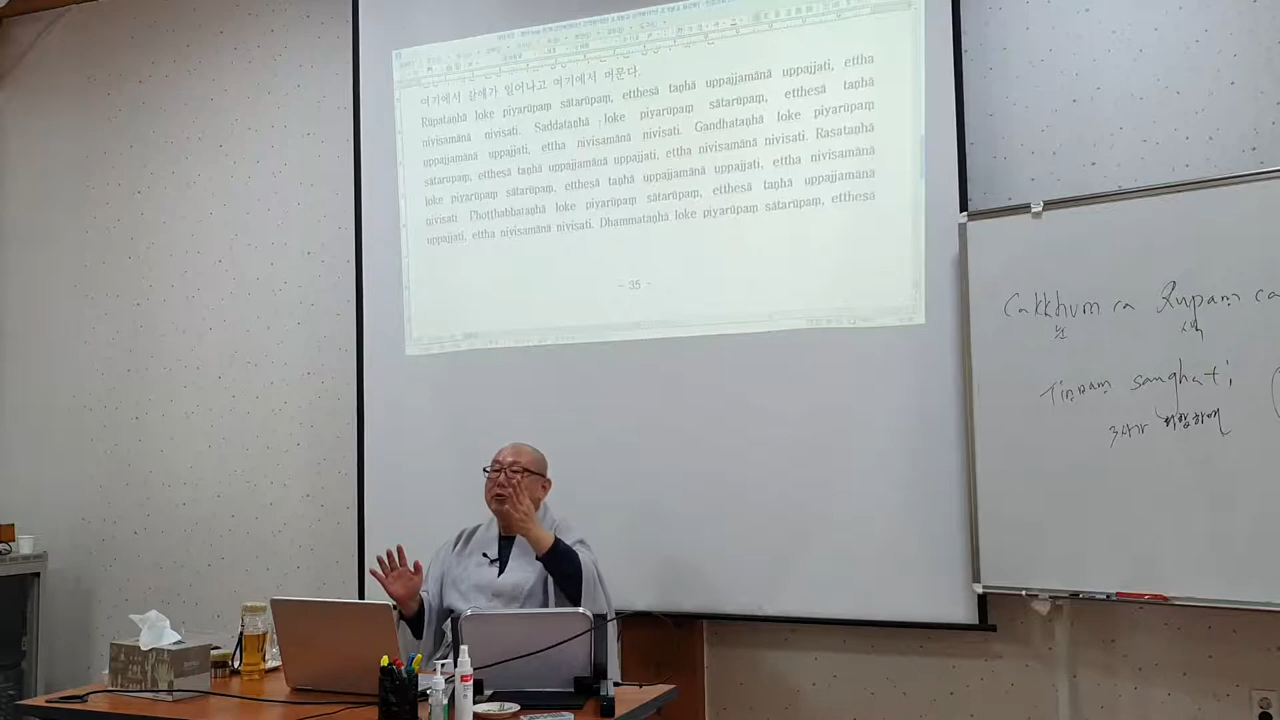 여기에서 갈애가 일어나고 여기에서 머문다.
Rūpataṇhā loke piyarūpaṃ sātarūpaṃ, etthesā taṇhā uppajjamānā uppajjati, ettha
nivisamānā nivisati. Saddataṇhā loke piyarūpaṃ sātarūpaṃ, etthesā taṇhā
uppajjamānā uppajjati, ettha nivisamānā nivisati. Gandhataṇhā loke piyarūpaṃ
sātarūpaṃ, etthesā taṇhā uppajjamānā uppajjati, ettha nivisamānā nivisati. Rasataṇhā
loke piyarūpaṃ sātarūpaṃ, etthesā taṇhā uppajjamānā uppajjati, ettha nivisamānā
nivisati. Phoṭṭhabbataṇhā loke piyarūpaṃ sātarūpaṃ, etthesā taṇhā uppajjamānā
uppajjati, ettha nivisamānā nivisati. Dhammataṇhā loke piyarūpaṃ sātarūpaṃ, etthesā
- 35 -
Cakkhum ca Rupaṃ ca
눈 색
Tiṇṇaṃ sanghati
3사가 화합하여